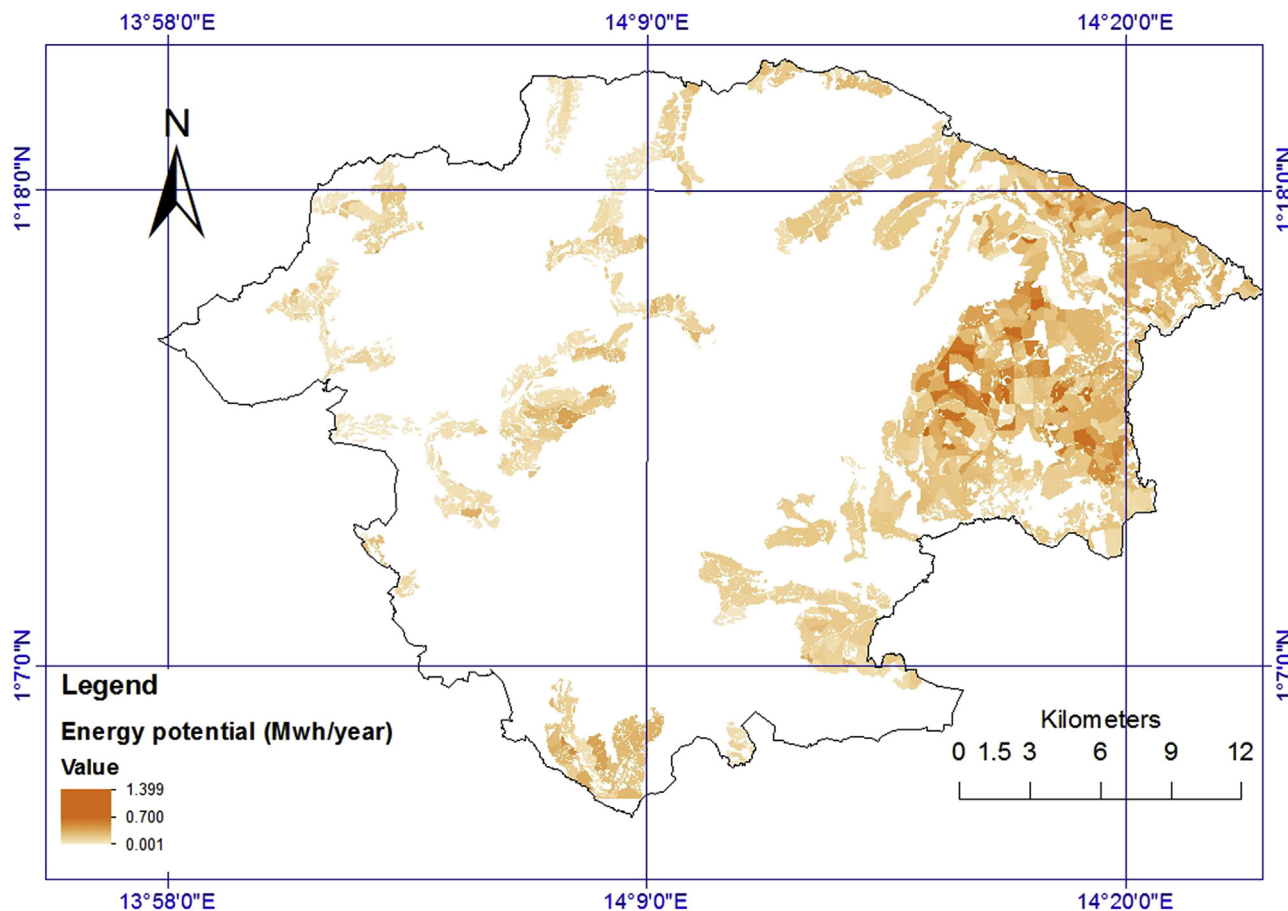 13°58'0"E 14°9'0"E 14°20'0"E
N
1°18'0"N 1°18'0"N
1°7'0"N 1°7'0"N
Legend
Energy potential (Mwh/year)
Value
1.399
0.700
0.001
Kilometers
0 1.5 3 6 9 12
13°58'0"E 14°9'0"E 14°20'0"E